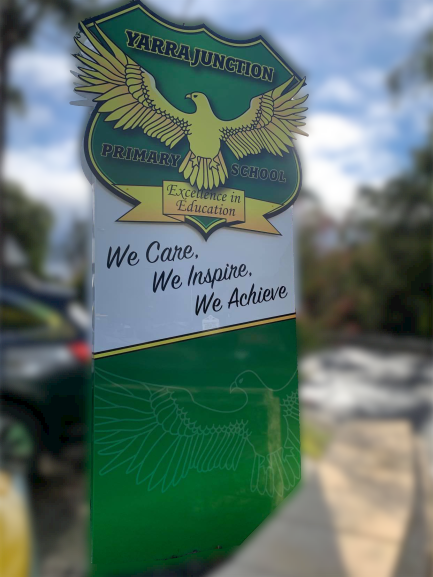 YARRA JUNCTION
PRIMARY SCHOOL
Excellence in
Education
We Care,
We Inspire,
We Achieve